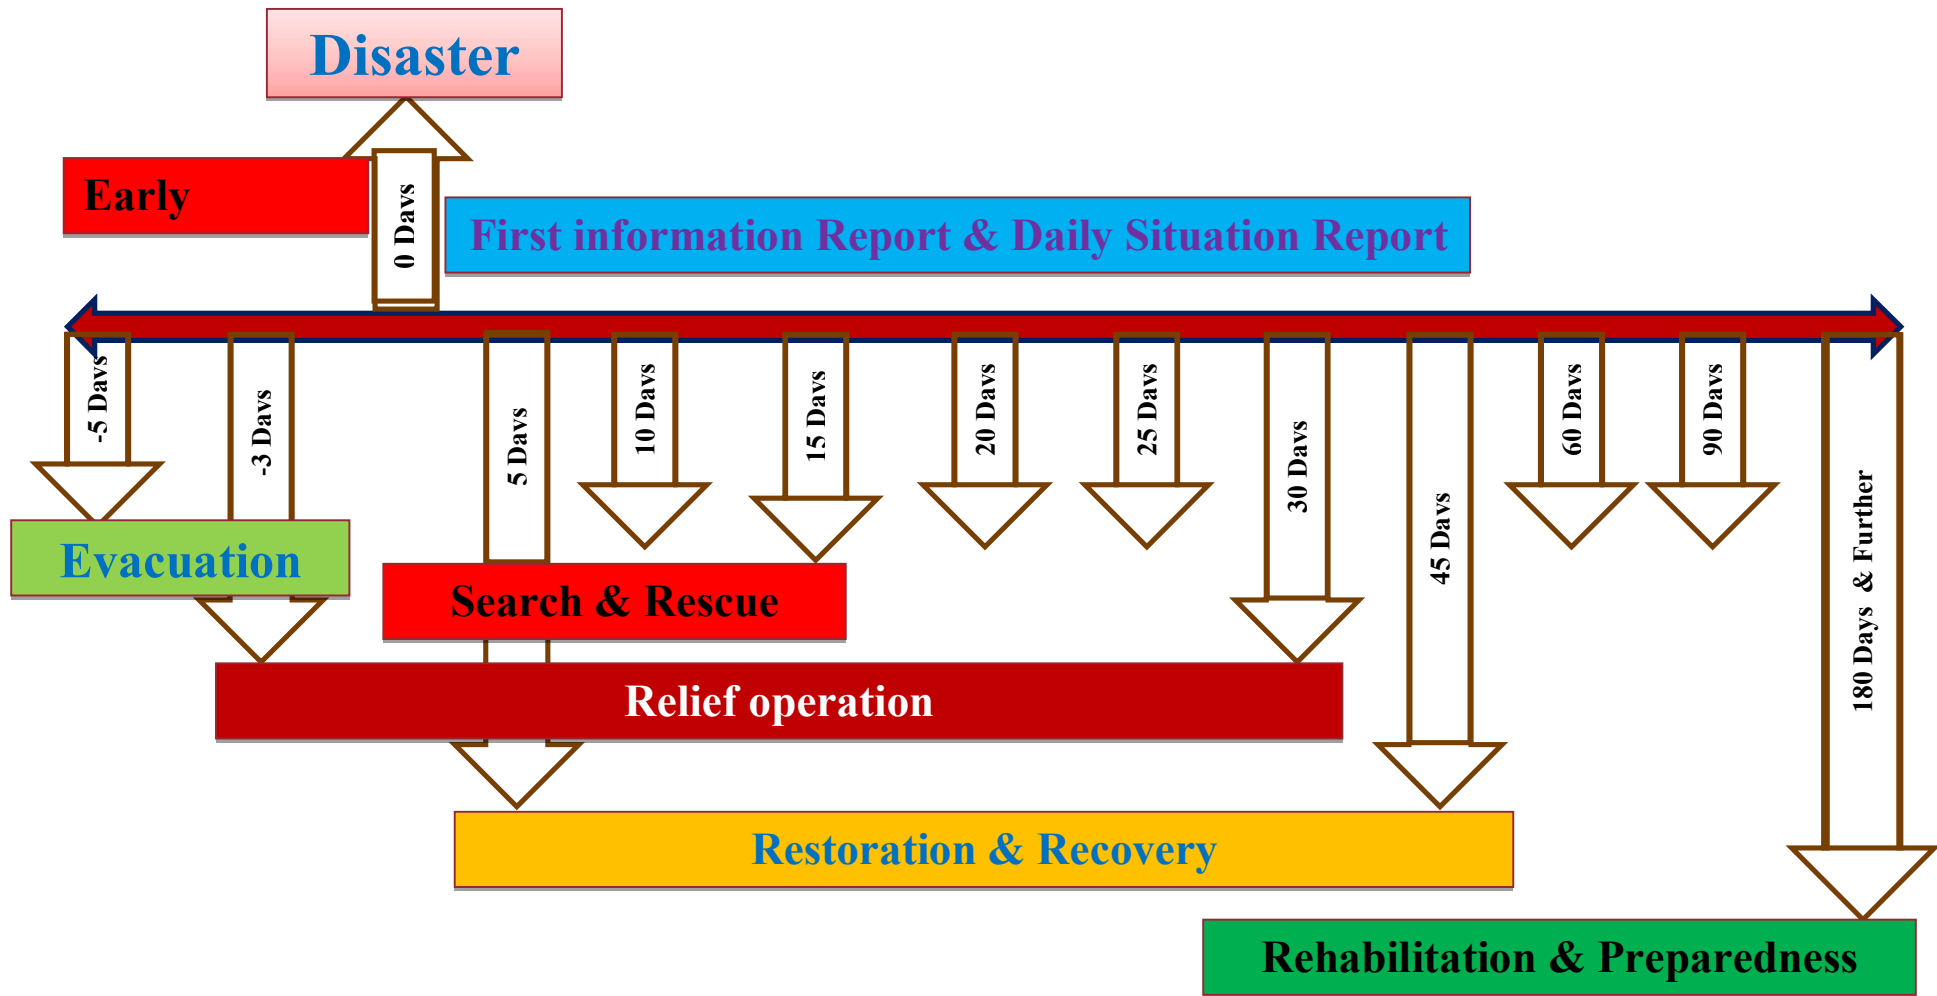 Disaster
Early
0 Days
First information Report & Daily Situation Report
-5 Days
-3 Days
5 Days
10 Days
15 Days
20 Days
25 Days
30 Days
45 Days
60 Days
90 Days
180 Days & Further
Evacuation
Search & Rescue
Relief operation
Restoration & Recovery
Rehabilitation & Preparedness